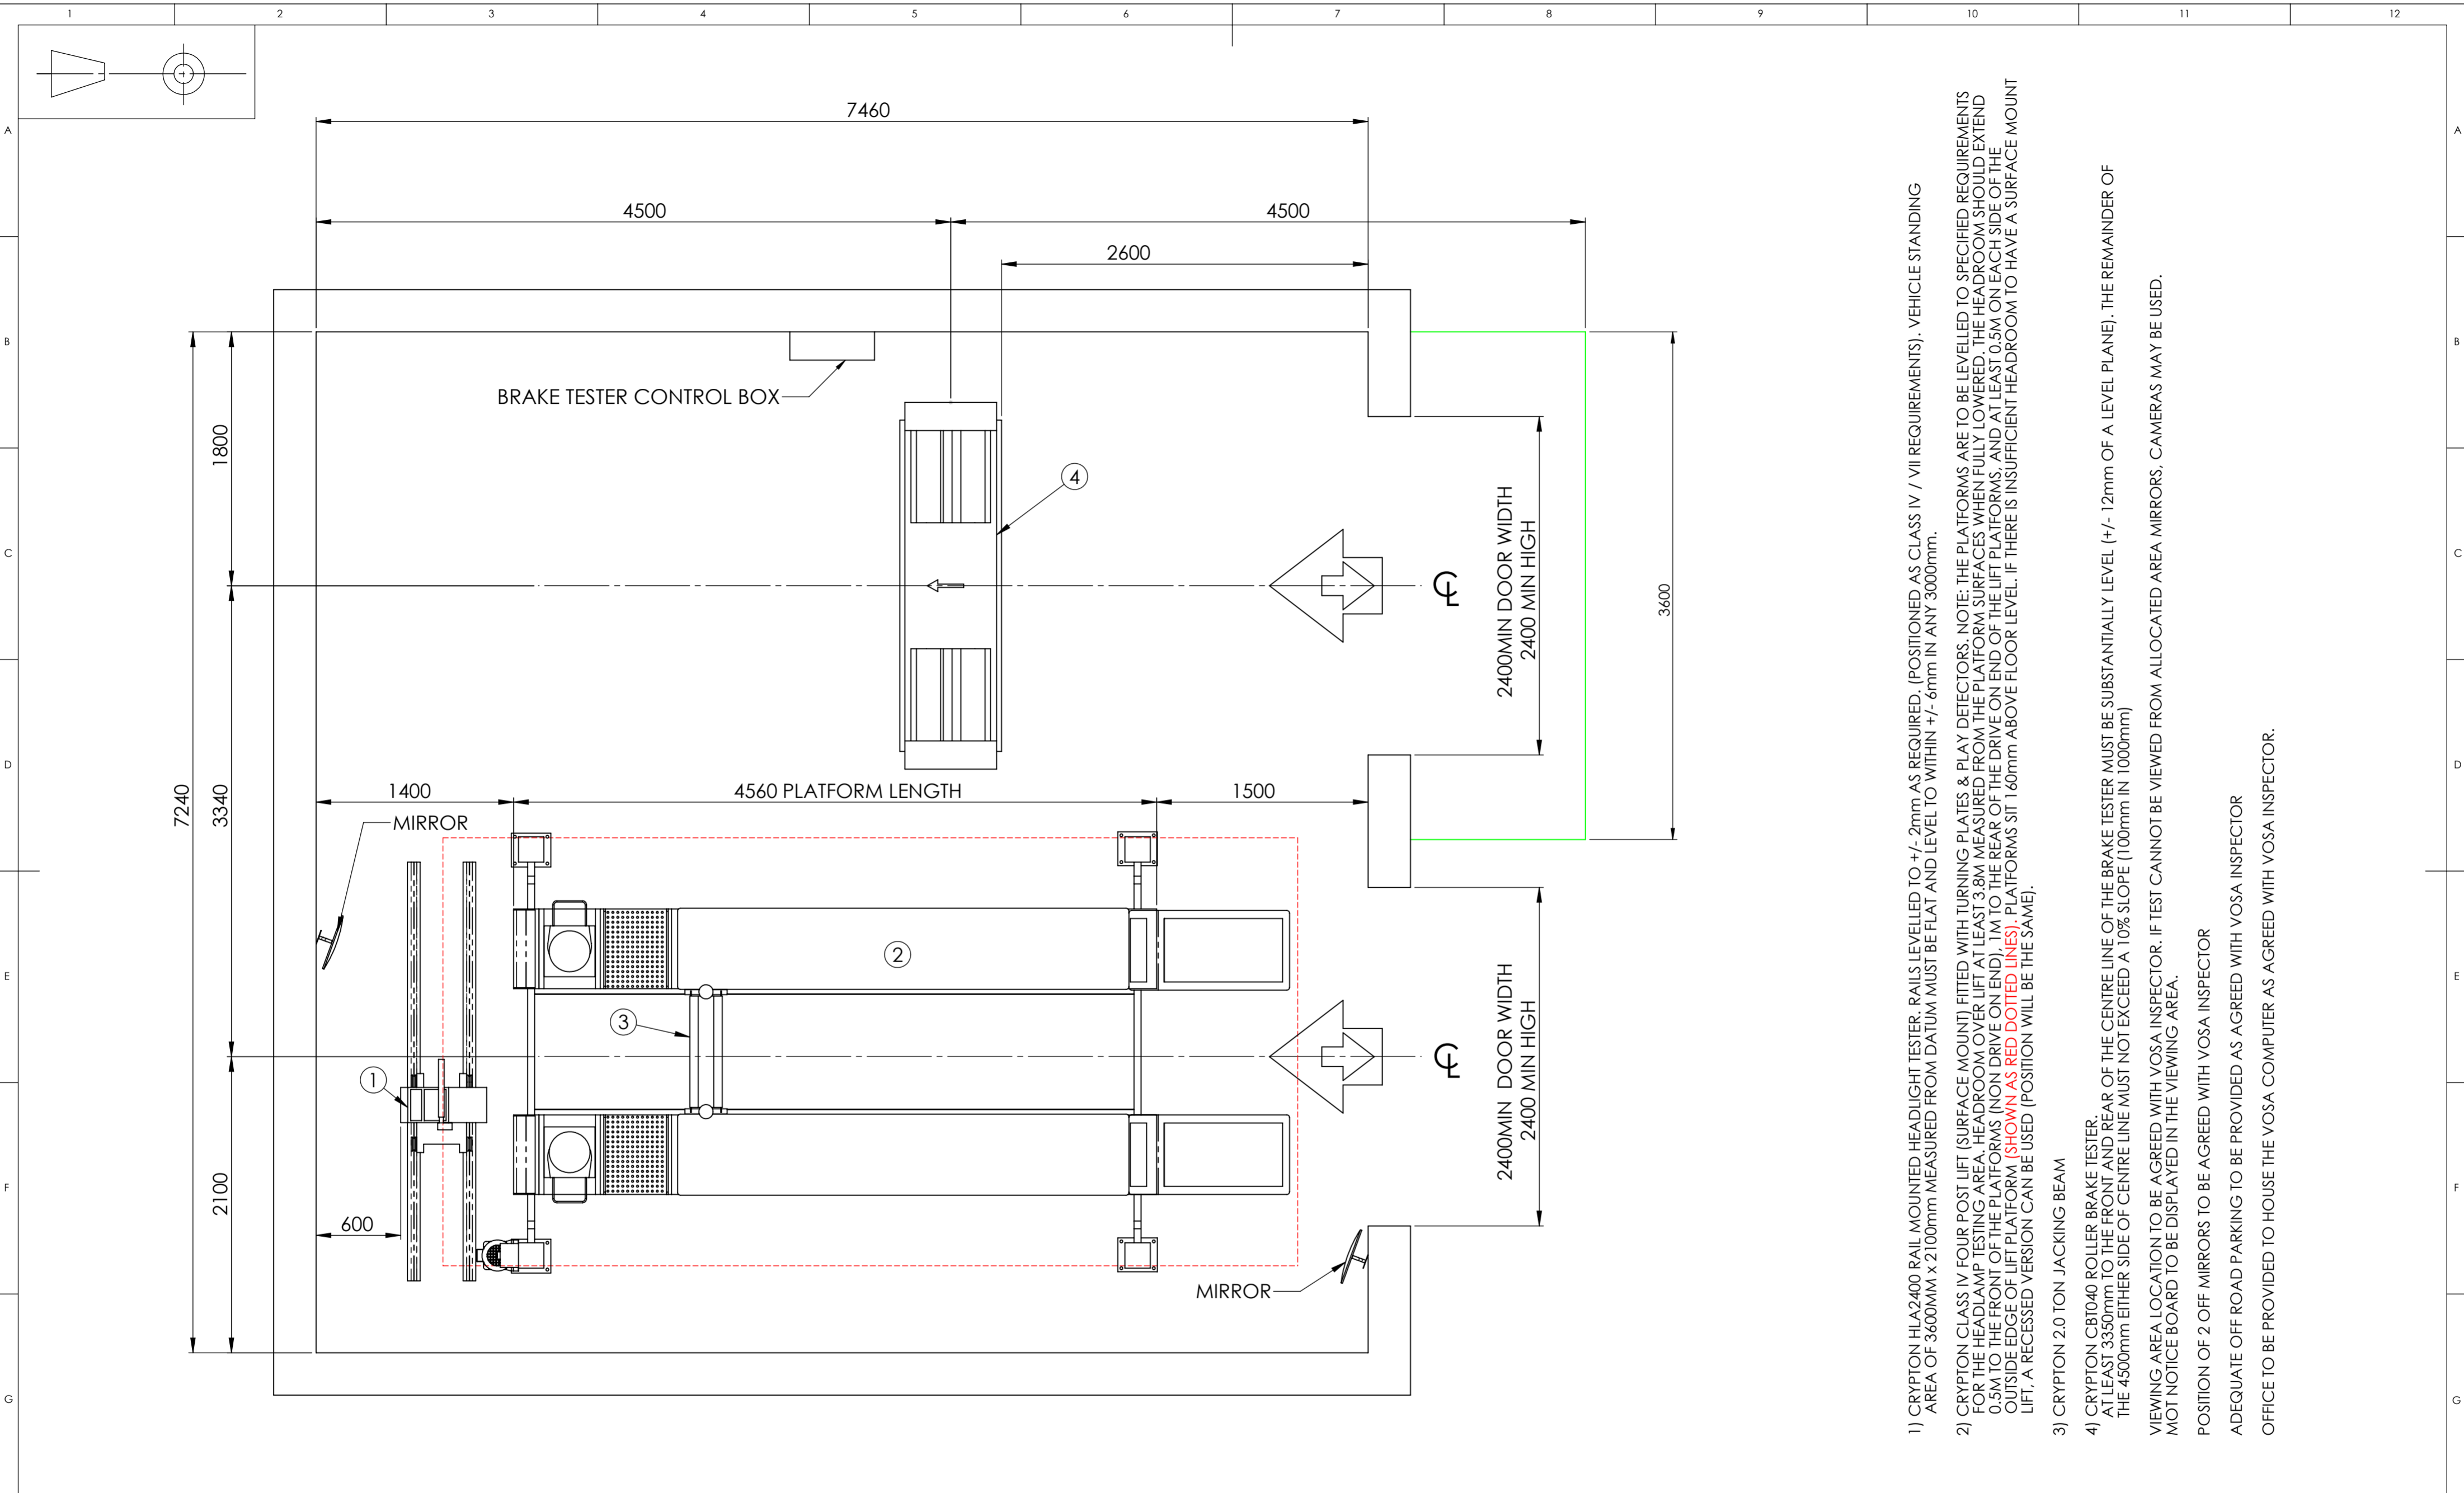 1 2 3 4 5 6 7 8 9 10 11 12
A A
B B
C C
D D
E E
F F
G G
7460
4500 4500
2600
BRAKE TESTER CONTROL BOX
1800
3340
7240
2100
4
℄
2400MIN DOOR WIDTH
2400 MIN HIGH
3600
1400 4560 PLATFORM LENGTH 1500
MIRROR
2
3
1
℄
2400MIN DOOR WIDTH
2400 MIN HIGH
600
MIRROR
1) CRYPTON HLA2400 RAIL MOUNTED HEADLIGHT TESTER. RAILS LEVELLED TO +/- 2mm AS REQUIRED. (POSITIONED AS CLASS IV / VII REQUIREMENTS). VEHICLE STANDING
AREA OF 3600MM x 2100mm MEASURED FROM DATUM MUST BE FLAT AND LEVEL TO WITHIN +/- 6mm IN ANY 3000mm.
2) CRYPTON CLASS IV FOUR POST LIFT (SURFACE MOUNT) FITTED WITH TURNING PLATES & PLAY DETECTORS. NOTE: THE PLATFORMS ARE TO BE LEVELLED TO SPECIFIED REQUIREMENTS
FOR THE HEADLAMP TESTING AREA. HEADROOM OVER LIFT AT LEAST 3.8M MEASURED FROM THE PLATFORM SURFACES WHEN FULLY LOWERED. THE HEADROOM SHOULD EXTEND
0.5M TO THE FRONT OF THE PLATFORMS (NON DRIVE ON END), 1M TO THE REAR OF THE DRIVE ON END OF THE LIFT PLATFORMS, AND AT LEAST 0.5M ON EACH SIDE OF THE
OUTSIDE EDGE OF LIFT PLATFORM (SHOWN AS RED DOTTED LINES). PLATFORMS SIT 160mm ABOVE FLOOR LEVEL. IF THERE IS INSUFFICIENT HEADROOM TO HAVE A SURFACE MOUNT
LIFT, A RECESSED VERSION CAN BE USED (POSITION WILL BE THE SAME).
3) CRYPTON 2.0 TON JACKING BEAM
4) CRYPTON CBT040 ROLLER BRAKE TESTER.
AT LEAST 3350mm TO THE FRONT AND REAR OF THE CENTRE LINE OF THE BRAKE TESTER MUST BE SUBSTANTIALLY LEVEL (+/- 12mm OF A LEVEL PLANE). THE REMAINDER OF
THE 4500mm EITHER SIDE OF CENTRE LINE MUST NOT EXCEED A 10% SLOPE (100mm IN 1000mm)
VIEWING AREA LOCATION TO BE AGREED WITH VOSA INSPECTOR. IF TEST CANNOT BE VIEWED FROM ALLOCATED AREA MIRRORS, CAMERAS MAY BE USED.
MOT NOTICE BOARD TO BE DISPLAYED IN THE VIEWING AREA.
POSITION OF 2 OFF MIRRORS TO BE AGREED WITH VOSA INSPECTOR
ADEQUATE OFF ROAD PARKING TO BE PROVIDED AS AGREED WITH VOSA INSPECTOR
OFFICE TO BE PROVIDED TO HOUSE THE VOSA COMPUTER AS AGREED WITH VOSA INSPECTOR.